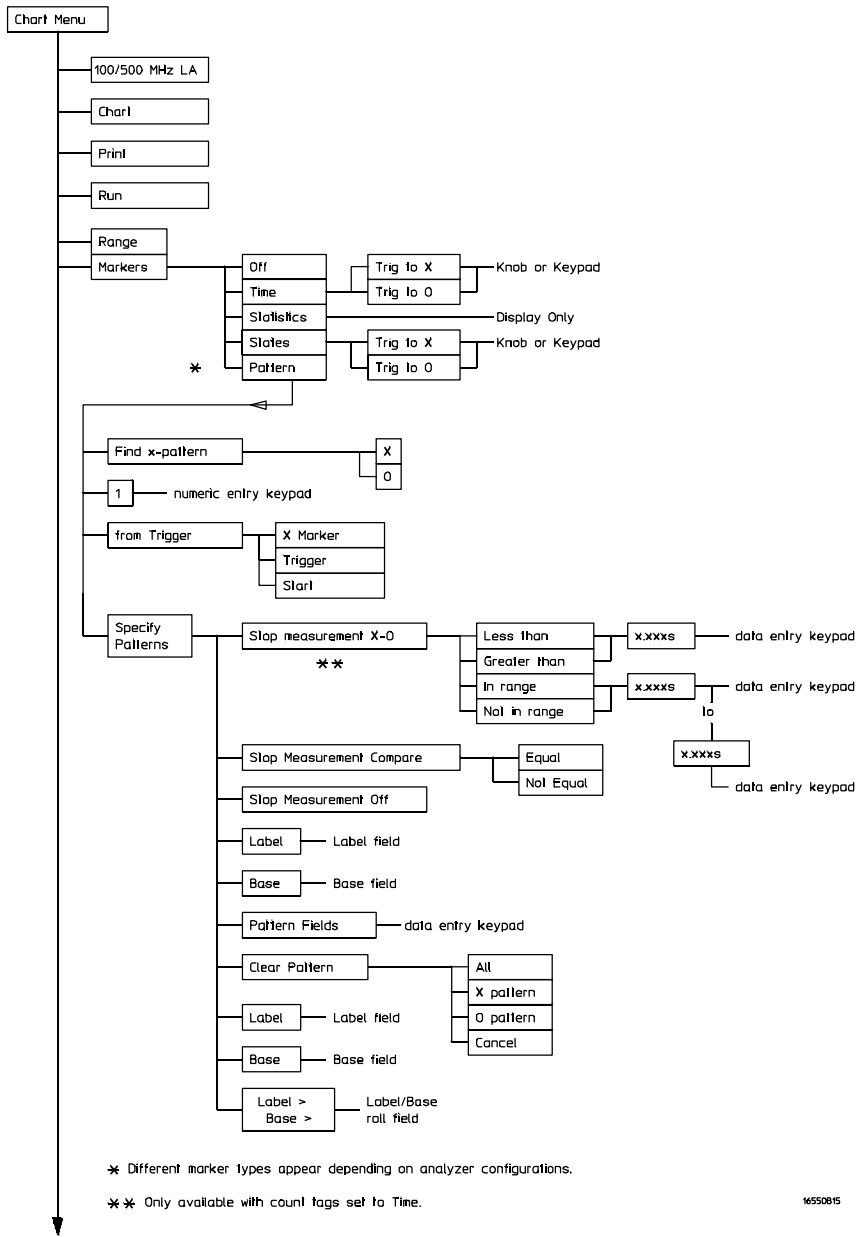 Chart Menu
100/500 MHz LA
Chart
Print
Run
Range
Markers
Off
Time
Statistics
States
Pattern
Trig to X
Trig to O
Knob or Keypad
Display Only
Trig to X
Trig to O
Knob or Keypad
*
Find x-pattern
X
O
1
numeric entry keypad
from Trigger
X Marker
Trigger
Start
Specify
Patterns
Stop measurement X-O
**
Less than
Greater than
In range
Not in range
x.xxxs
data entry keypad
x.xxxs
data entry keypad
to
x.xxxs
data entry keypad
Stop Measurement Compare
Equal
Not Equal
Stop Measurement Off
Label
Label field
Base
Base field
Pattern Fields
data entry keypad
Clear Pattern
All
X pattern
O pattern
Cancel
Label
Label field
Base
Base field
Label >
Base >
Label/Base
roll field
* Different marker types appear depending on analyzer configurations.
** Only available with count tags set to Time.
16550B15